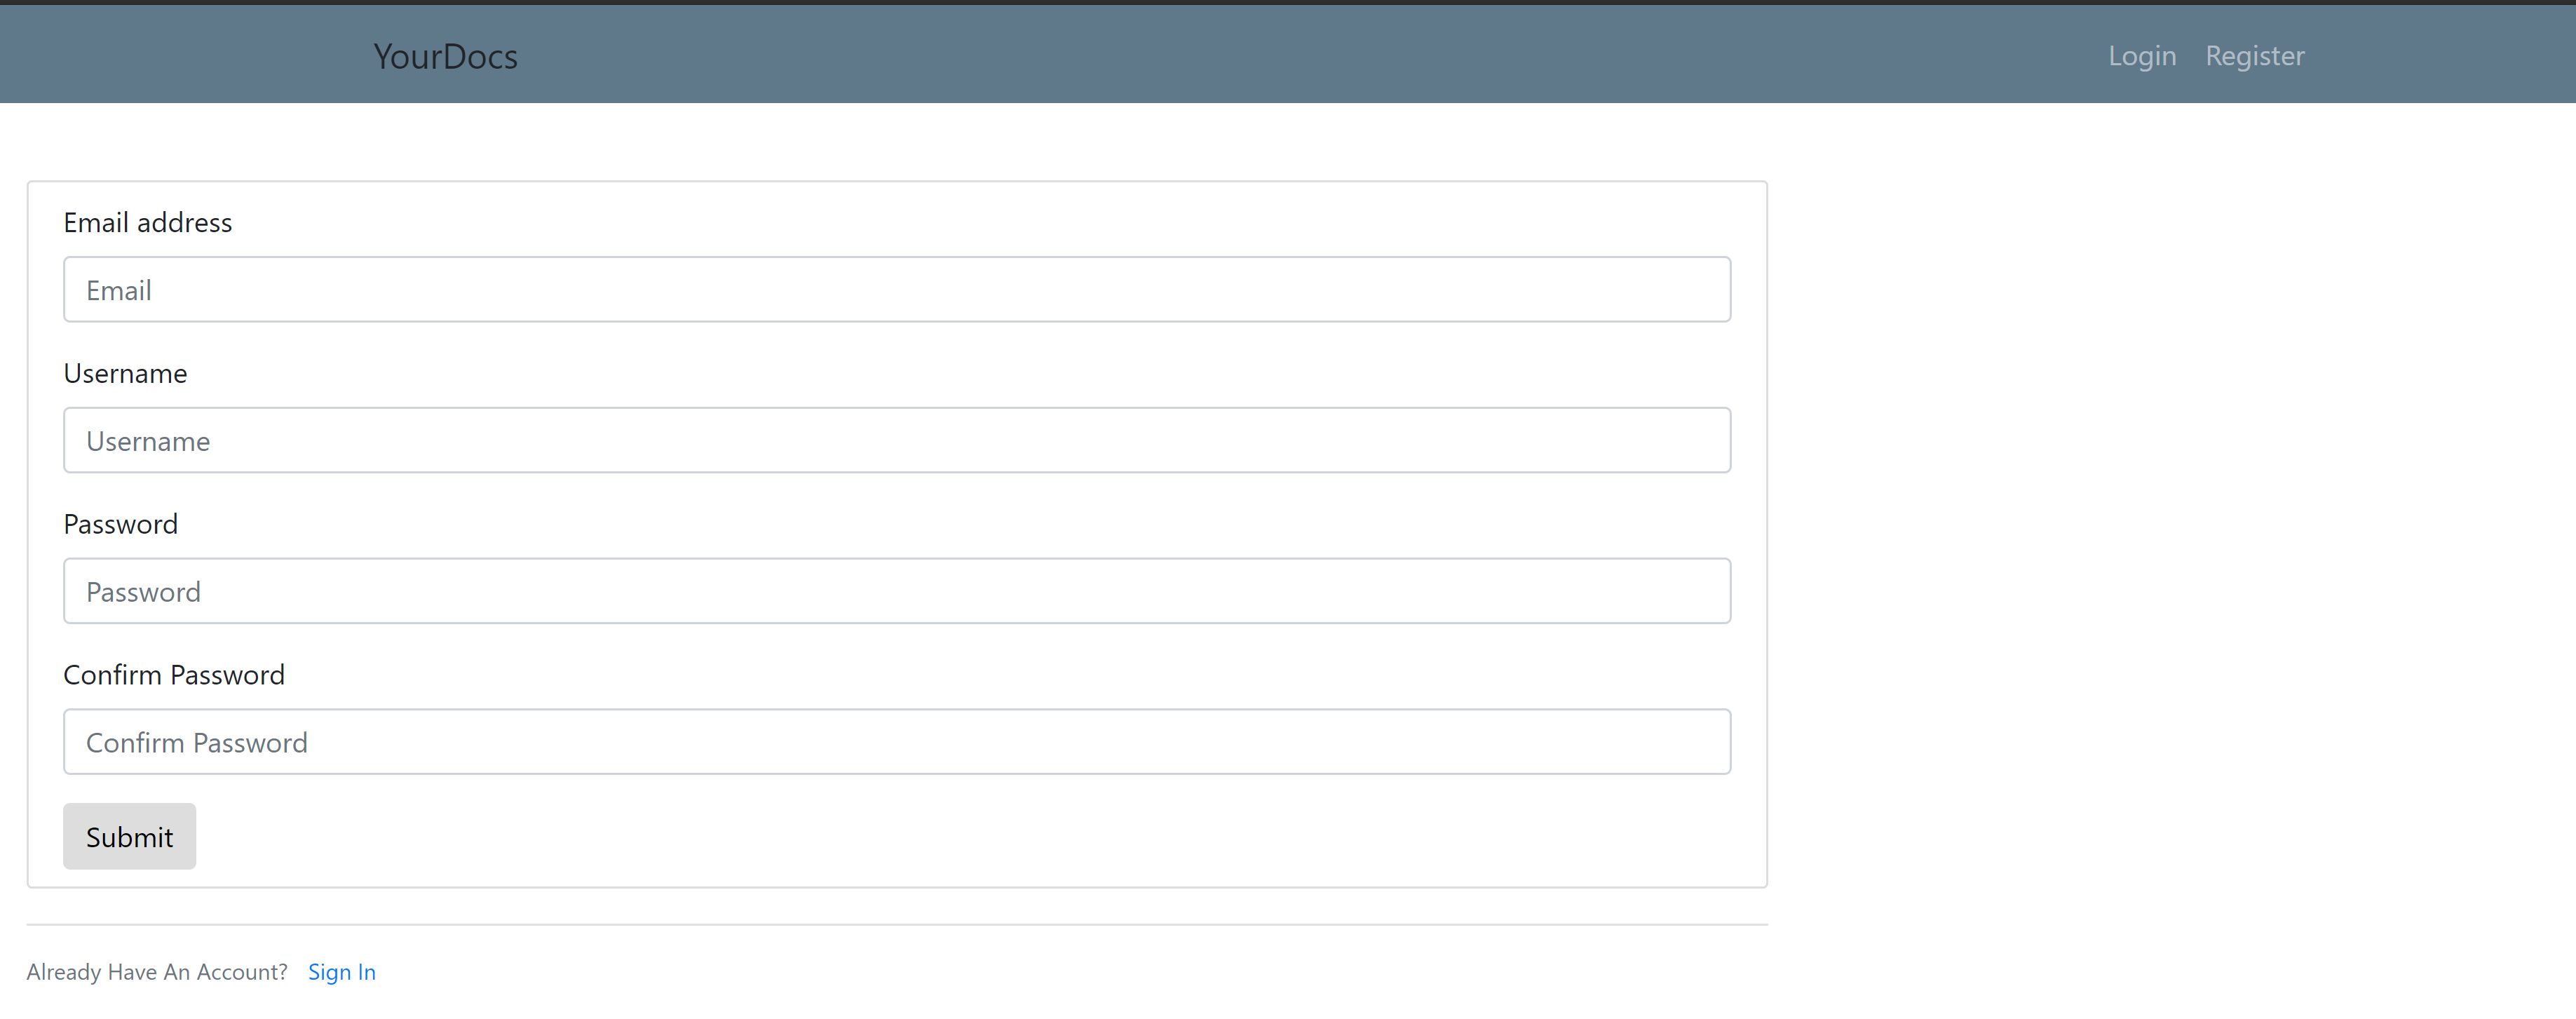 YourDocs Login Register
Email address
Email
Username
Username
Password
Password
Confirm Password
Confirm Password
Submit
Already Have An Account? Sign In